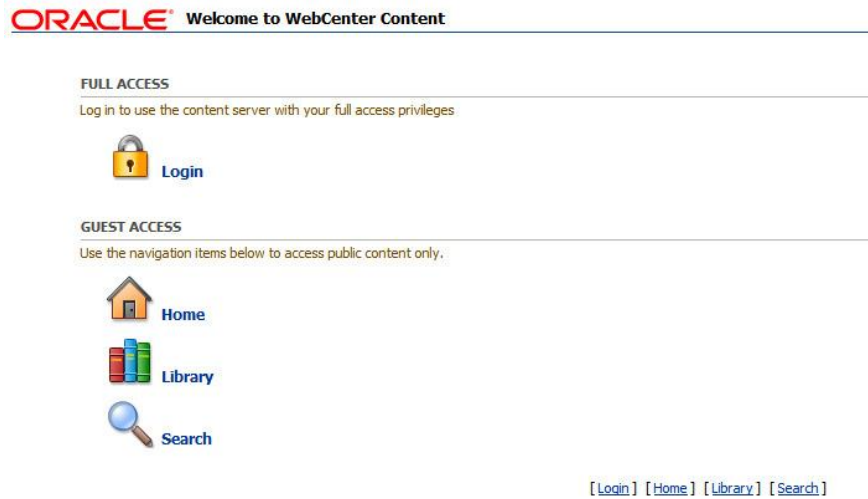 ORACLE® Welcome to WebCenter Content
FULL ACCESS
Log in to use the content server with your full access privileges
Login
GUEST ACCESS
Use the navigation items below to access public content only.
Home
Library
Search
[ Login ] [ Home ] [ Library ] [ Search ]